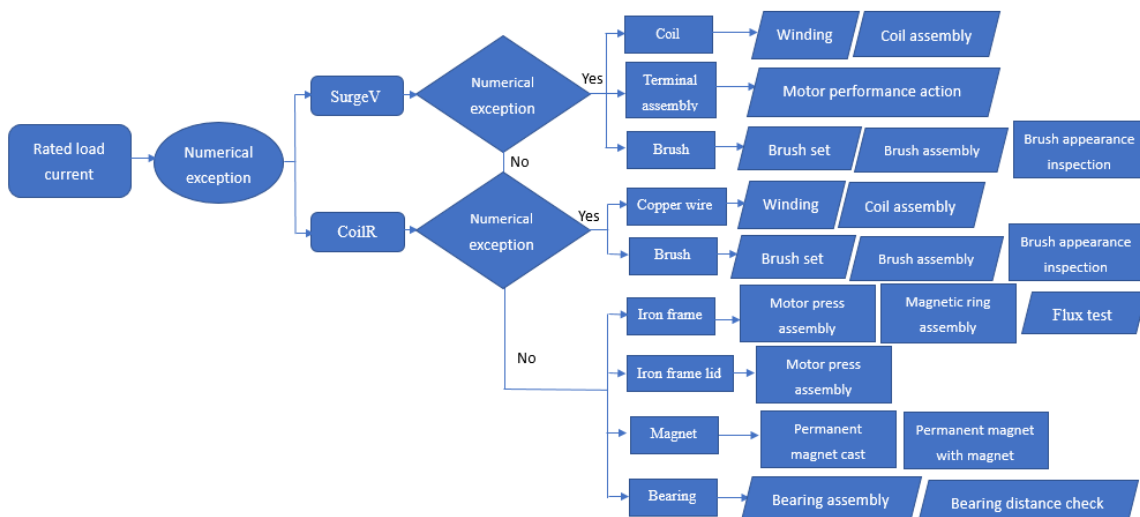 Rated load
current
Numerical
exception
SurgeV
CoilR
Numerical
exception
Yes
No
Numerical
exception
Yes
No
Coil
Winding
Coil assembly
Terminal
assembly
Motor performance action
Brush
Brush set
Brush assembly
Brush appearance
inspection
Copper wire
Winding
Coil assembly
Brush
Brush set
Brush assembly
Brush appearance
inspection
Iron frame
Motor press
assembly
Magnetic ring
assembly
Flux test
Iron frame lid
Motor press
assembly
Magnet
Permanent
magnet cast
Permanent magnet
with magnet
Bearing
Bearing assembly
Bearing distance check